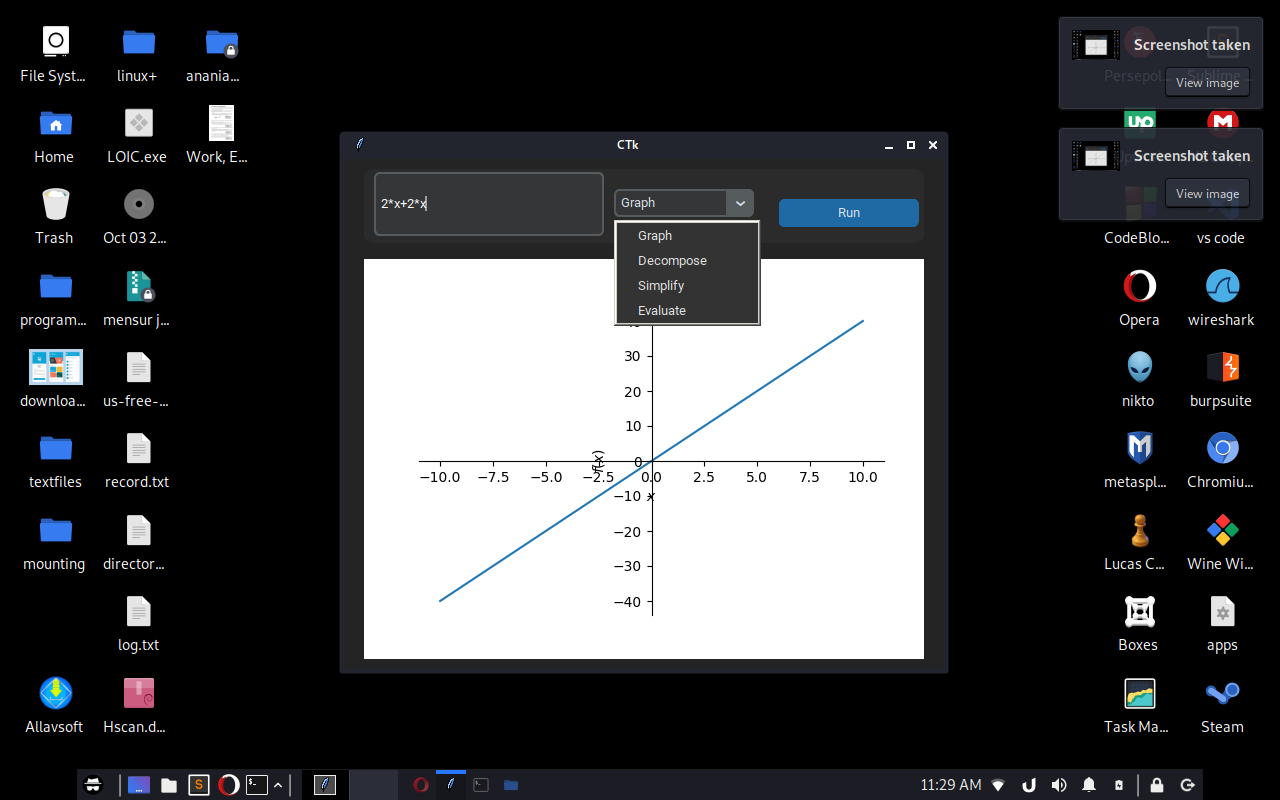 File Syst...
linux+
anania...
Home
LOIC.exe
Work, E...
Trash
Oct 03 2...
program...
mensur j...
downloa...
us-free-...
textfiles
record.txt
mounting
director...
log.txt
Allavsoft
Hscan.d...
CTk
2*x+2*x
Graph
Run
Graph
Decompose
Simplify
Evaluate
30
20
10
0
−10
−20
−30
−40
f(x)
−10.0
−7.5
−5.0
−2.5
0.0
2.5
5.0
7.5
10.0
x
Screenshot taken
View image
Persepol...
Sublime ...
Screenshot taken
View image
CodeBlo...
vs code
Opera
wireshark
nikto
burpsuite
metaspl...
Chromiu...
Lucas C...
Wine Wi...
Boxes
apps
Task Ma...
Steam
11:29 AM